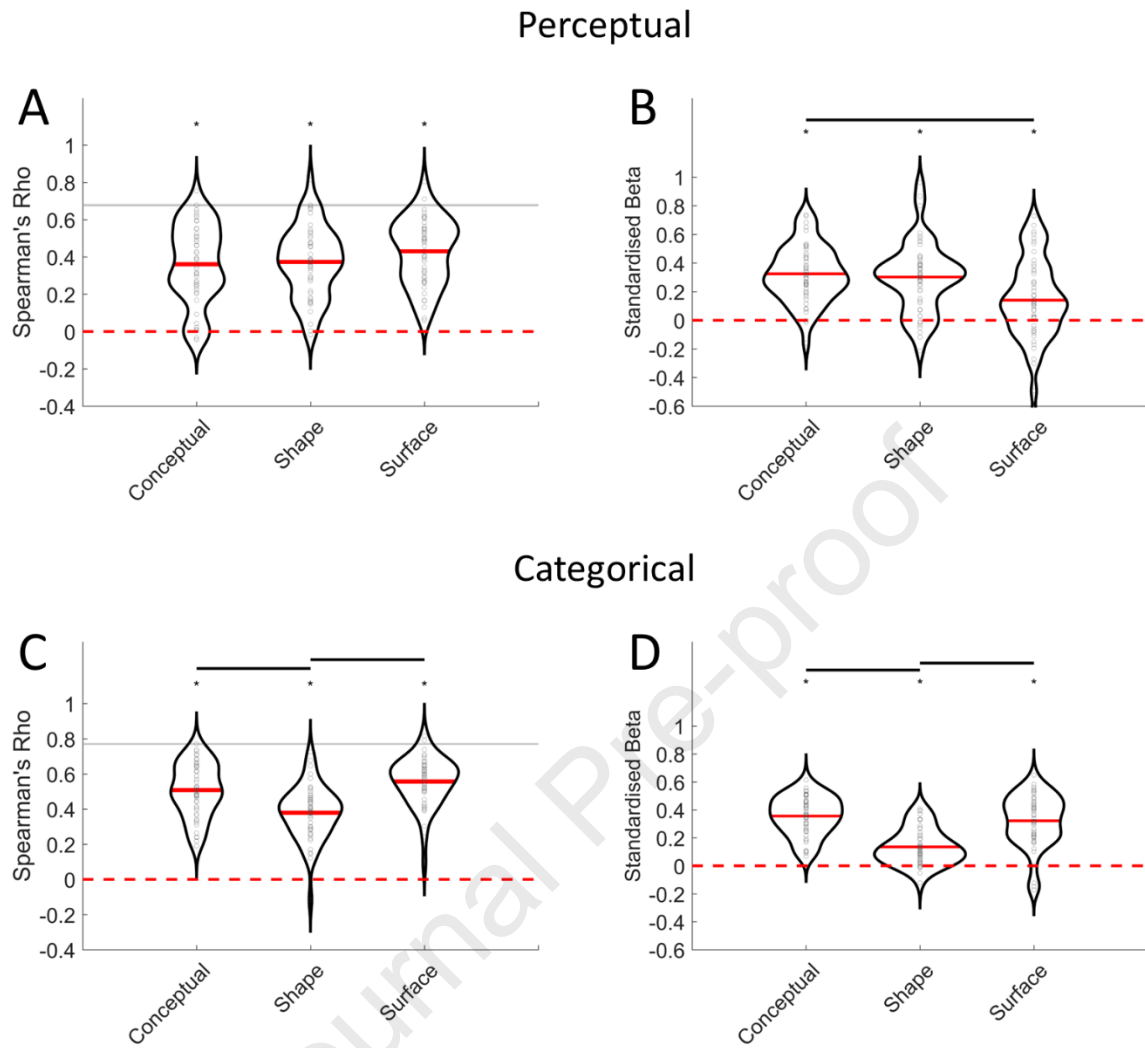 Perceptual
A
B
* * *
* * *
Spearman's Rho
1
0.8
0.6
0.4
0.2
0
-0.2
-0.4
Conceptual
Shape
Surface
Standardised Beta
1
0.8
0.6
0.4
0.2
0
-0.2
-0.4
-0.6
Conceptual
Shape
Surface
Categorical
C
D
* * *
* * *
Spearman's Rho
1
0.8
0.6
0.4
0.2
0
-0.2
-0.4
Conceptual
Shape
Surface
Standardised Beta
1
0.8
0.6
0.4
0.2
0
-0.2
-0.4
-0.6
Conceptual
Shape
Surface
ournal Pre-proof